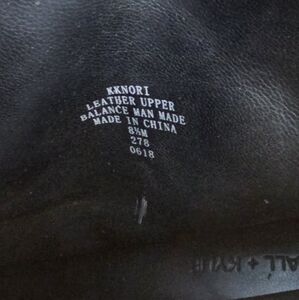 KKNORI
LEATHER UPPER
BALANCE MAN MADE
MADE IN CHINA
8½M
278
0618